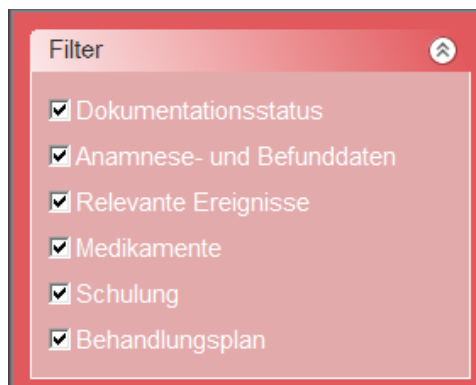 Filter
Dokumentationsstatus
Anamnese- und Befunddaten
Relevante Ereignisse
Medikamente
Schulung
Behandlungsplan